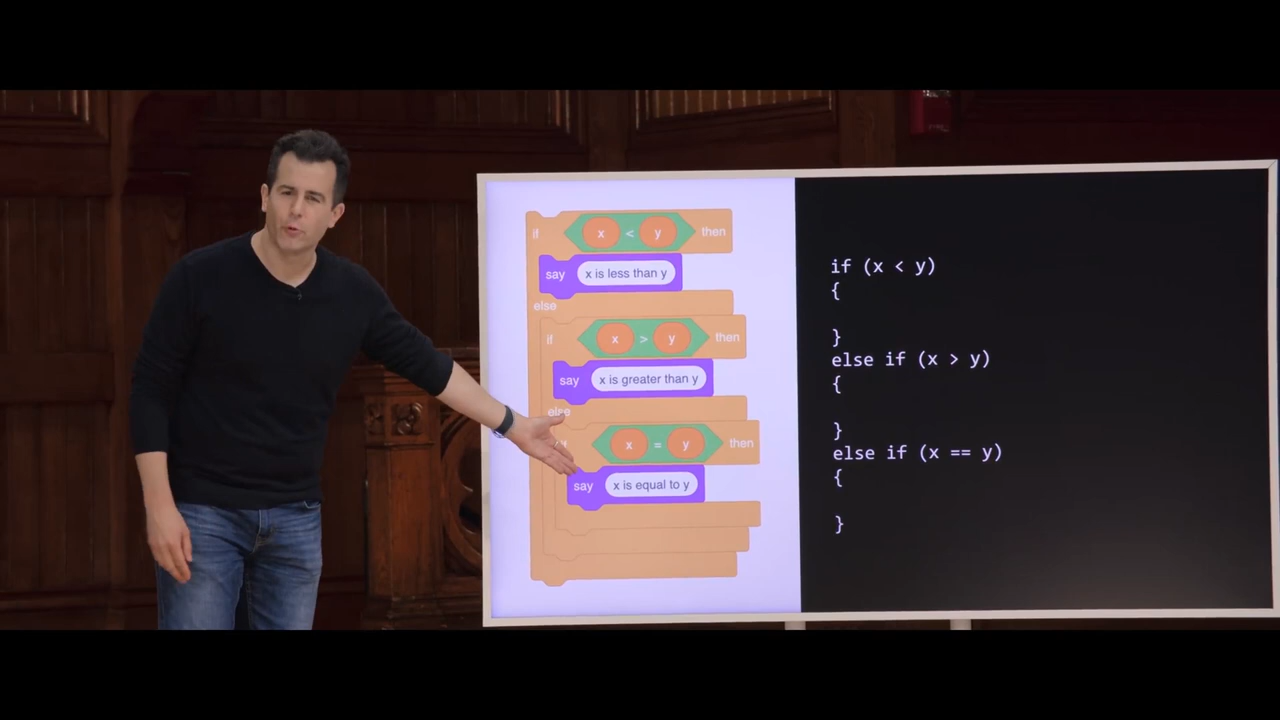 if x < y then
say x is less than y
else
if x > y then
say x is greater than y
else
if x = y then
say x is equal to y
if (x < y)
{
}
else if (x > y)
{
}
else if (x == y)
{
}